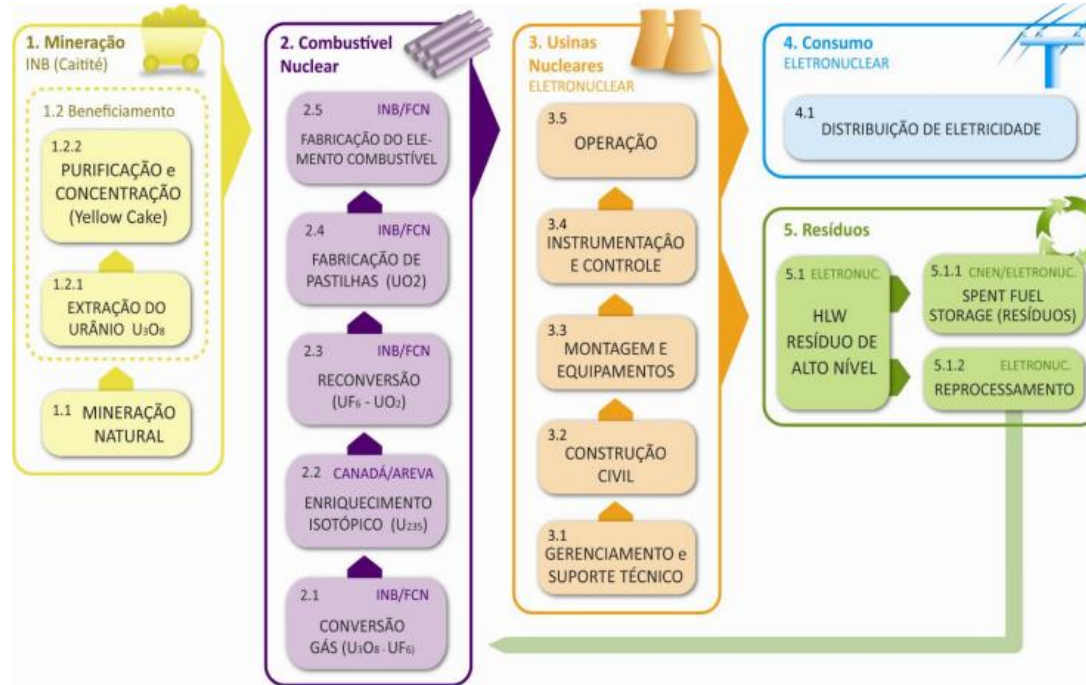 1. Mineração
INB (Caitité)
1.2 Beneficiamento
1.2.2
PURIFICAÇÃO e
CONCENTRAÇÃO
(Yellow Cake)
1.2.1
EXTRAÇÃO DO
URÂNIO U₃O₈
1.1 MINERAÇÃO
NATURAL
2. Combustível
Nuclear
2.5 INB/FCN
FABRICAÇÃO DO ELE-
MENTO COMBUSTÍVEL
2.4 INB/FCN
FABRICAÇÃO DE
PASTILHAS (UO2)
2.3 INB/FCN
RECONVERSÃO
(UF₆ - UO₂)
2.2 CANADÁ/AREVA
ENRIQUECIMENTO
ISOTÓPICO (U₂₃₅)
2.1 INB/FCN
CONVERSÃO
GÁS (U₃O₈ - UF₆)
3. Usinas
Nucleares
ELETRONUCLEAR
3.5
OPERAÇÃO
3.4
INSTRUMENTAÇÂO
E CONTROLE
3.3
MONTAGEM E
EQUIPAMENTOS
3.2
CONSTRUÇÃO
CIVIL
3.1
GERENCIAMENTO e
SUPORTE TÉCNICO
4. Consumo
ELETRONUCLEAR
4.1
DISTRIBUIÇÃO DE ELETRICIDADE
5. Resíduos
5.1 ELETRONUC.
HLW
RESÍDUO DE
ALTO NÍVEL
5.1.1 CNEN/ELETRONUC.
SPENT FUEL
STORAGE (RESÍDUOS)
5.1.2 ELETRONUC.
REPROCESSAMENTO